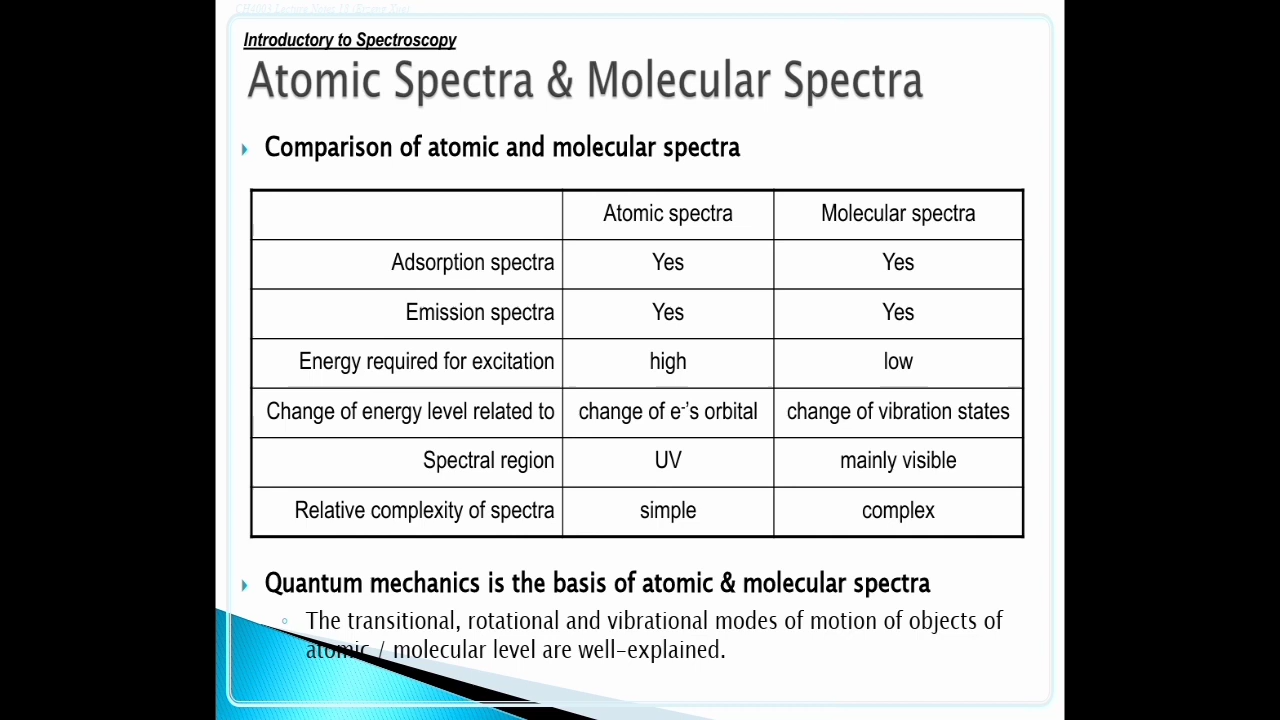 Introductory to Spectroscopy
Atomic Spectra & Molecular Spectra
Comparison of atomic and molecular spectra
Atomic spectra Molecular spectra
Adsorption spectra Yes Yes
Emission spectra Yes Yes
Energy required for excitation high low
Change of energy level related to change of e⁻'s orbital change of vibration states
Spectral region UV mainly visible
Relative complexity of spectra simple complex
Quantum mechanics is the basis of atomic & molecular spectra
The transitional, rotational and vibrational modes of motion of objects of
atomic / molecular level are well-explained.